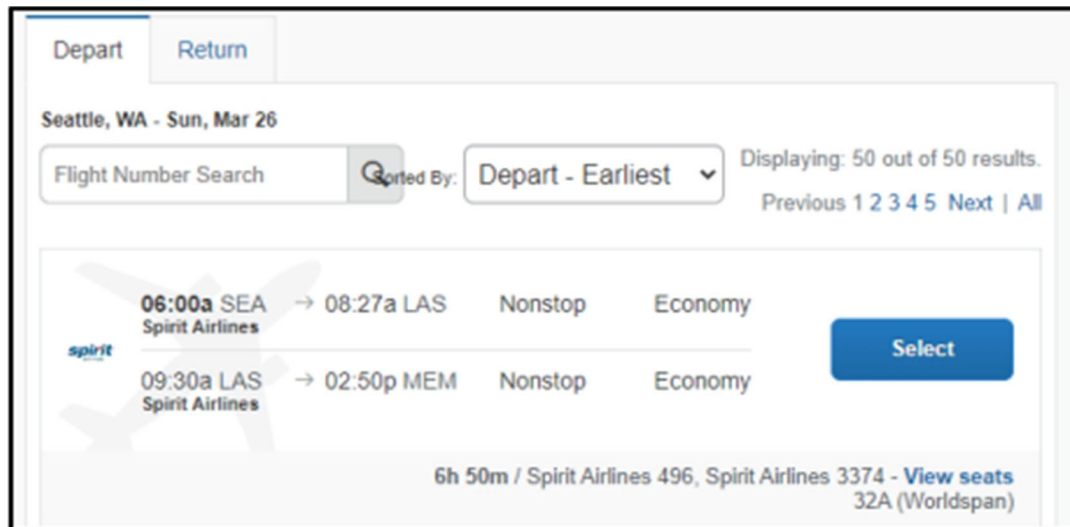 Depart Return
Seattle, WA - Sun, Mar 26
Flight Number Search Sorted By: Depart - Earliest Displaying: 50 out of 50 results.
Previous 1 2 3 4 5 Next | All
06:00a SEA → 08:27a LAS Nonstop Economy
Spirit Airlines
spirit
Select
09:30a LAS → 02:50p MEM Nonstop Economy
Spirit Airlines
6h 50m / Spirit Airlines 496, Spirit Airlines 3374 - View seats
32A (Worldspan)